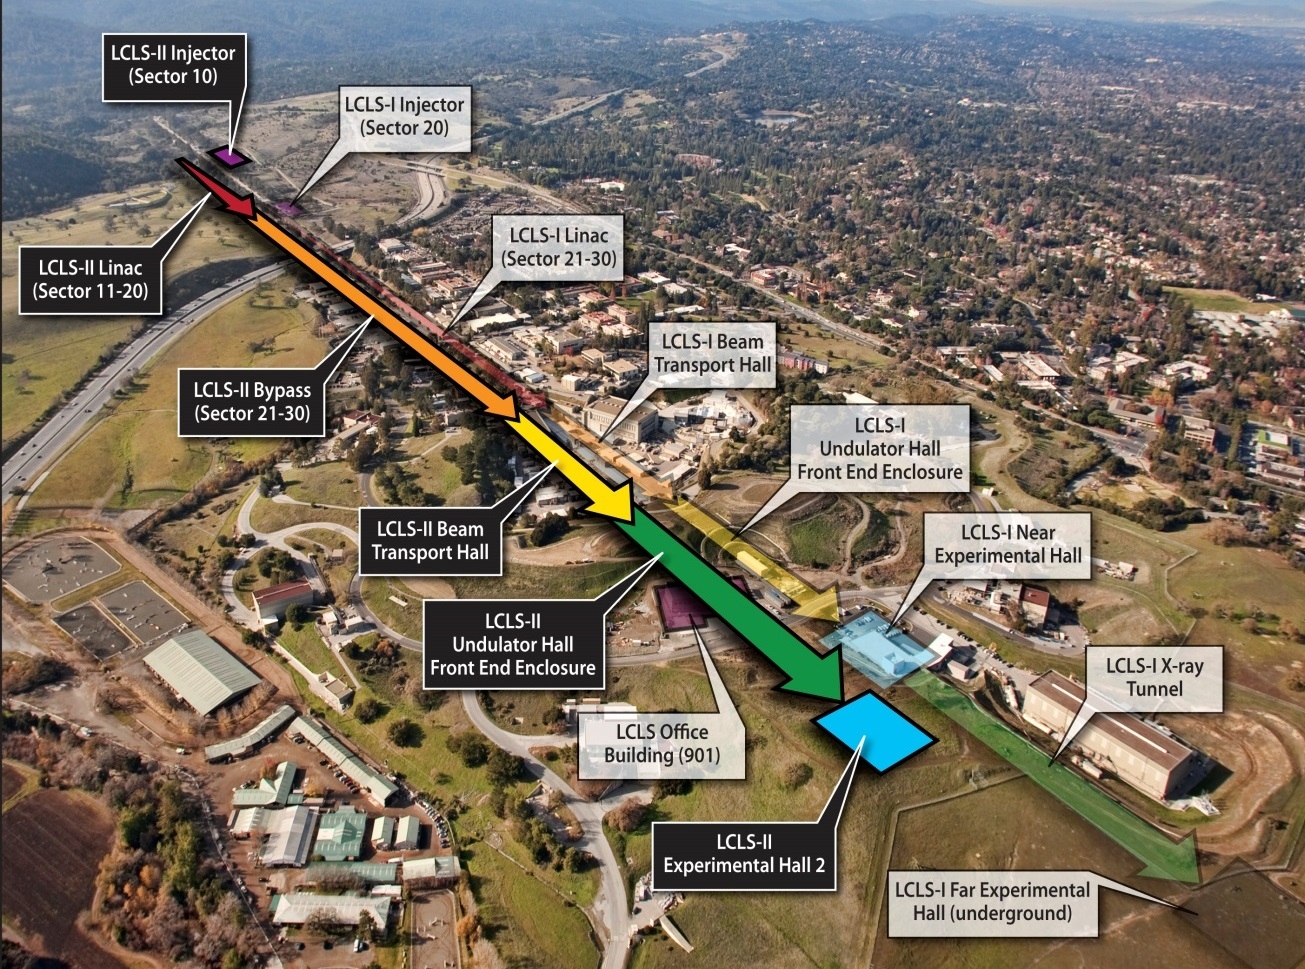 LCLS-II Injector
(Sector 10)
LCLS-I Injector
(Sector 20)
LCLS-I Linac
(Sector 21-30)
LCLS-II Linac
(Sector 11-20)
LCLS-I Beam
Transport Hall
LCLS-II Bypass
(Sector 21-30)
LCLS-I
Undulator Hall
Front End Enclosure
LCLS-II Beam
Transport Hall
LCLS-I Near
Experimental Hall
LCLS-II
Undulator Hall
Front End Enclosure
LCLS-I X-ray
Tunnel
LCLS Office
Building (901)
LCLS-II
Experimental Hall 2
LCLS-I Far Experimental
Hall (underground)